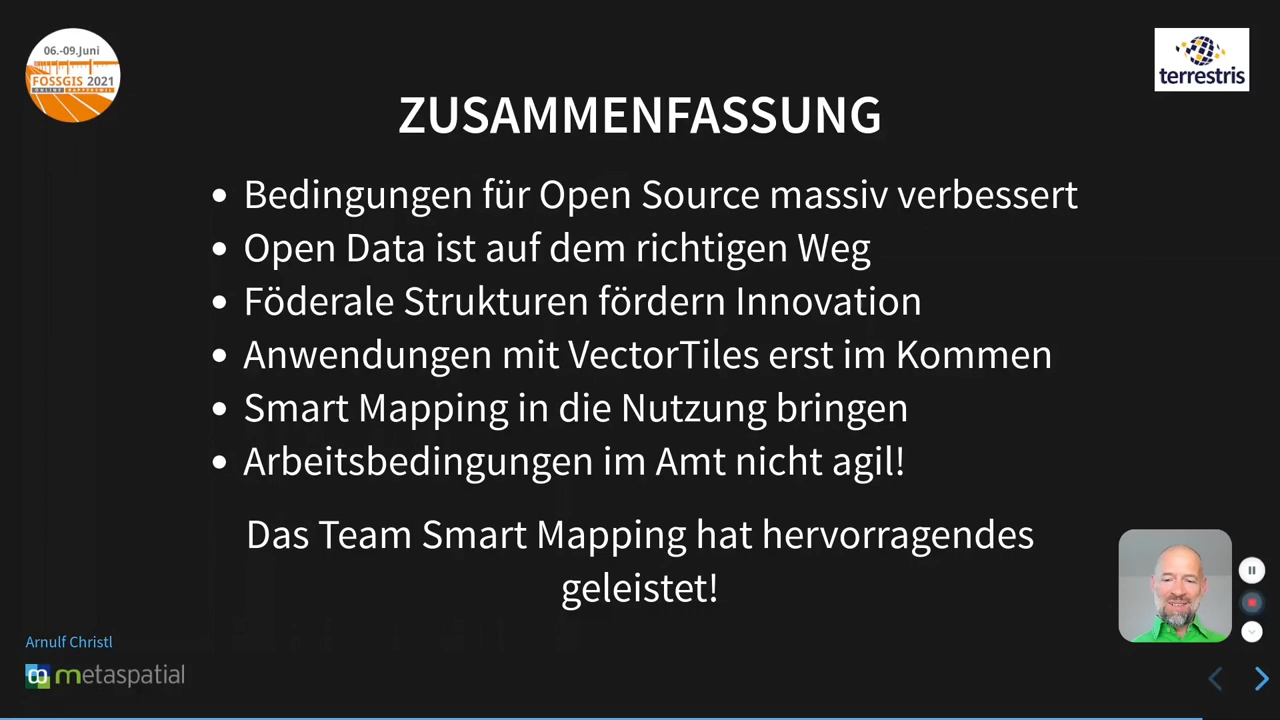 06.-09.Juni
FOSSGIS 2021
terrestris
ZUSAMMENFASSUNG
Bedingungen für Open Source massiv verbessert
Open Data ist auf dem richtigen Weg
Föderale Strukturen fördern Innovation
Anwendungen mit VectorTiles erst im Kommen
Smart Mapping in die Nutzung bringen
Arbeitsbedingungen im Amt nicht agil!
Das Team Smart Mapping hat hervorragendes
geleistet!
Arnulf Christl
metaspatial